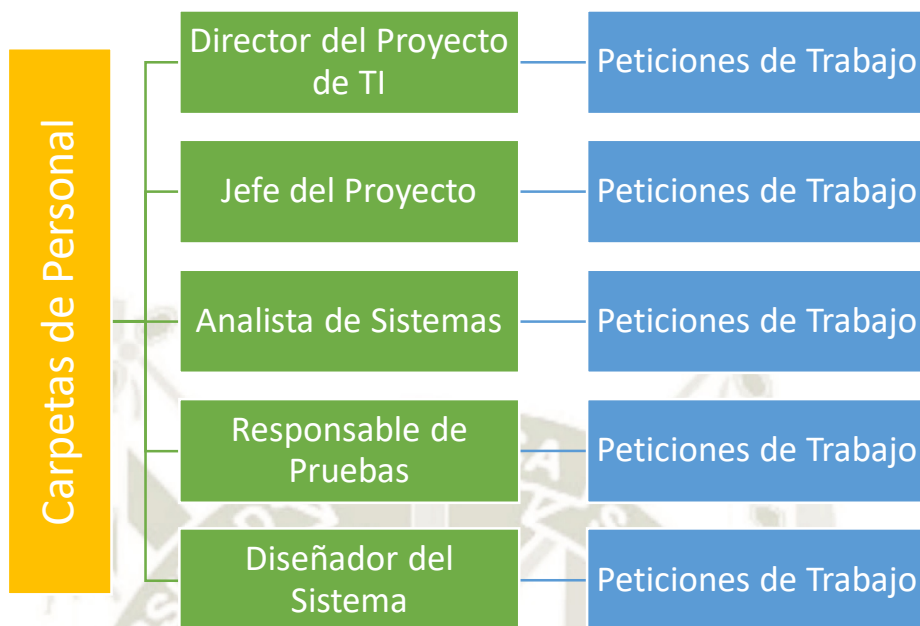 Carpetas de Personal
Director del Proyecto
de TI
Peticiones de Trabajo
Jefe del Proyecto
Peticiones de Trabajo
Analista de Sistemas
Peticiones de Trabajo
Responsable de
Pruebas
Peticiones de Trabajo
Diseñador del
Sistema
Peticiones de Trabajo